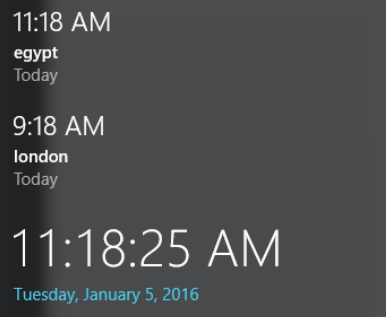 11:18 AM
egypt
Today
9:18 AM
london
Today
11:18:25 AM
Tuesday, January 5, 2016